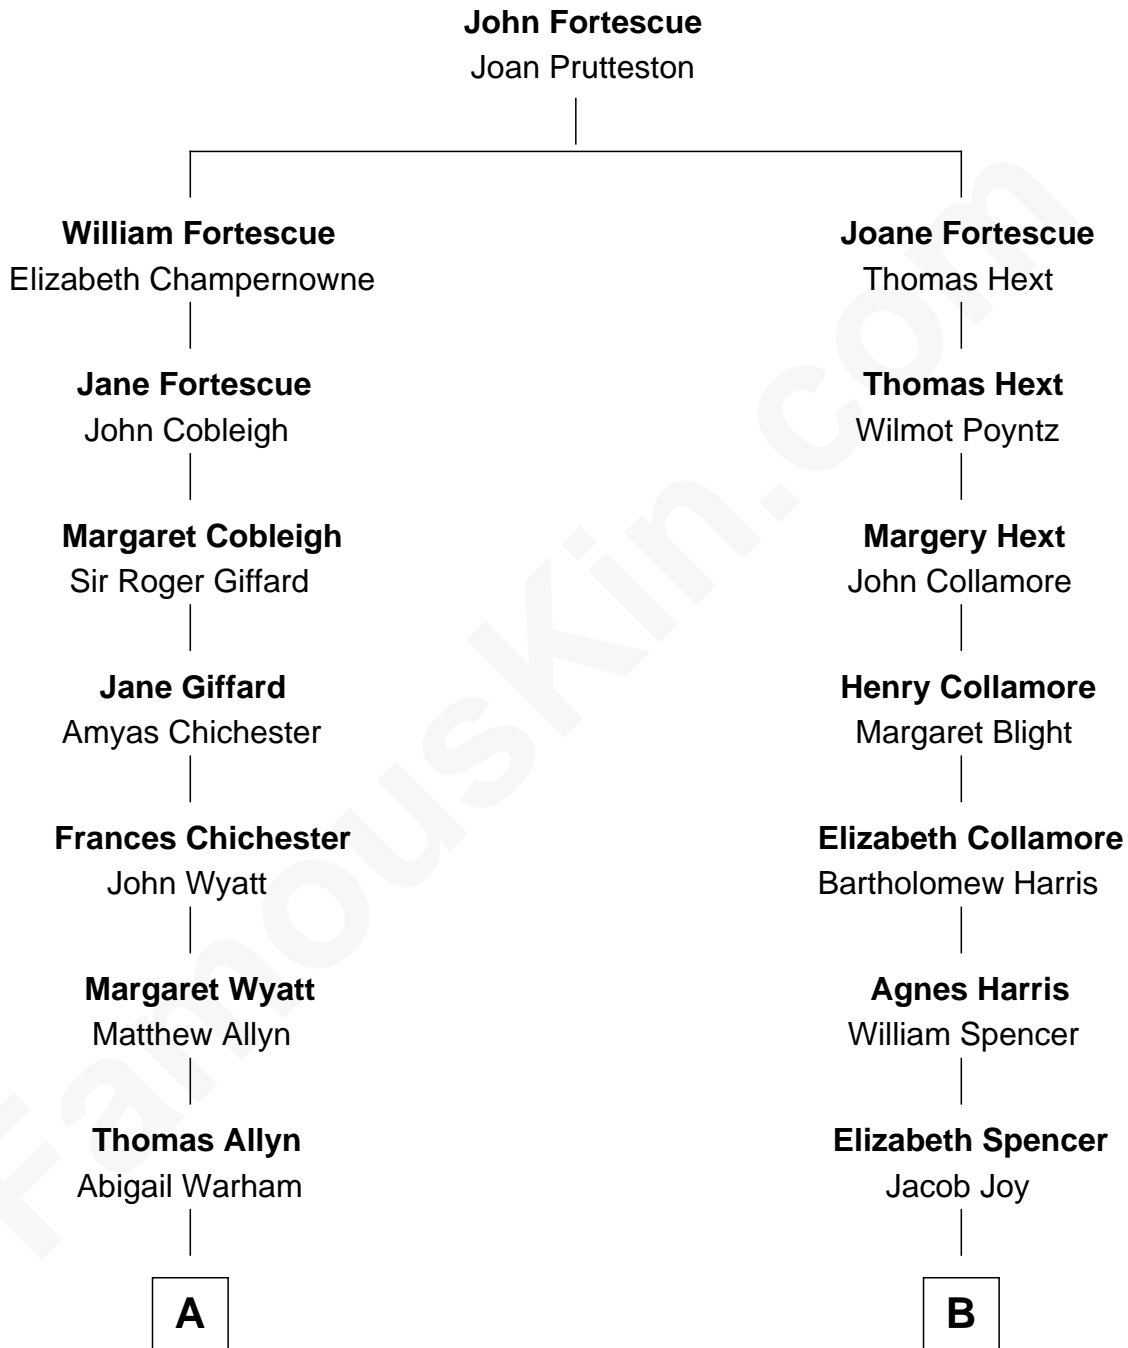 John Fortescue
Joan Prutteston
William Fortescue
Elizabeth Champernowne
Joane Fortescue
Thomas Hext
Jane Fortescue
John Cobleigh
Thomas Hext
Wilmot Poyntz
Margaret Cobleigh
Sir Roger Giffard
Margery Hext
John Collamore
Jane Giffard
Amyas Chichester
Henry Collamore
Margaret Blight
Frances Chichester
John Wyatt
Elizabeth Collamore
Bartholomew Harris
Margaret Wyatt
Matthew Allyn
Agnes Harris
William Spencer
Thomas Allyn
Abigail Warham
Elizabeth Spencer
Jacob Joy
A
B
FamousKin.com